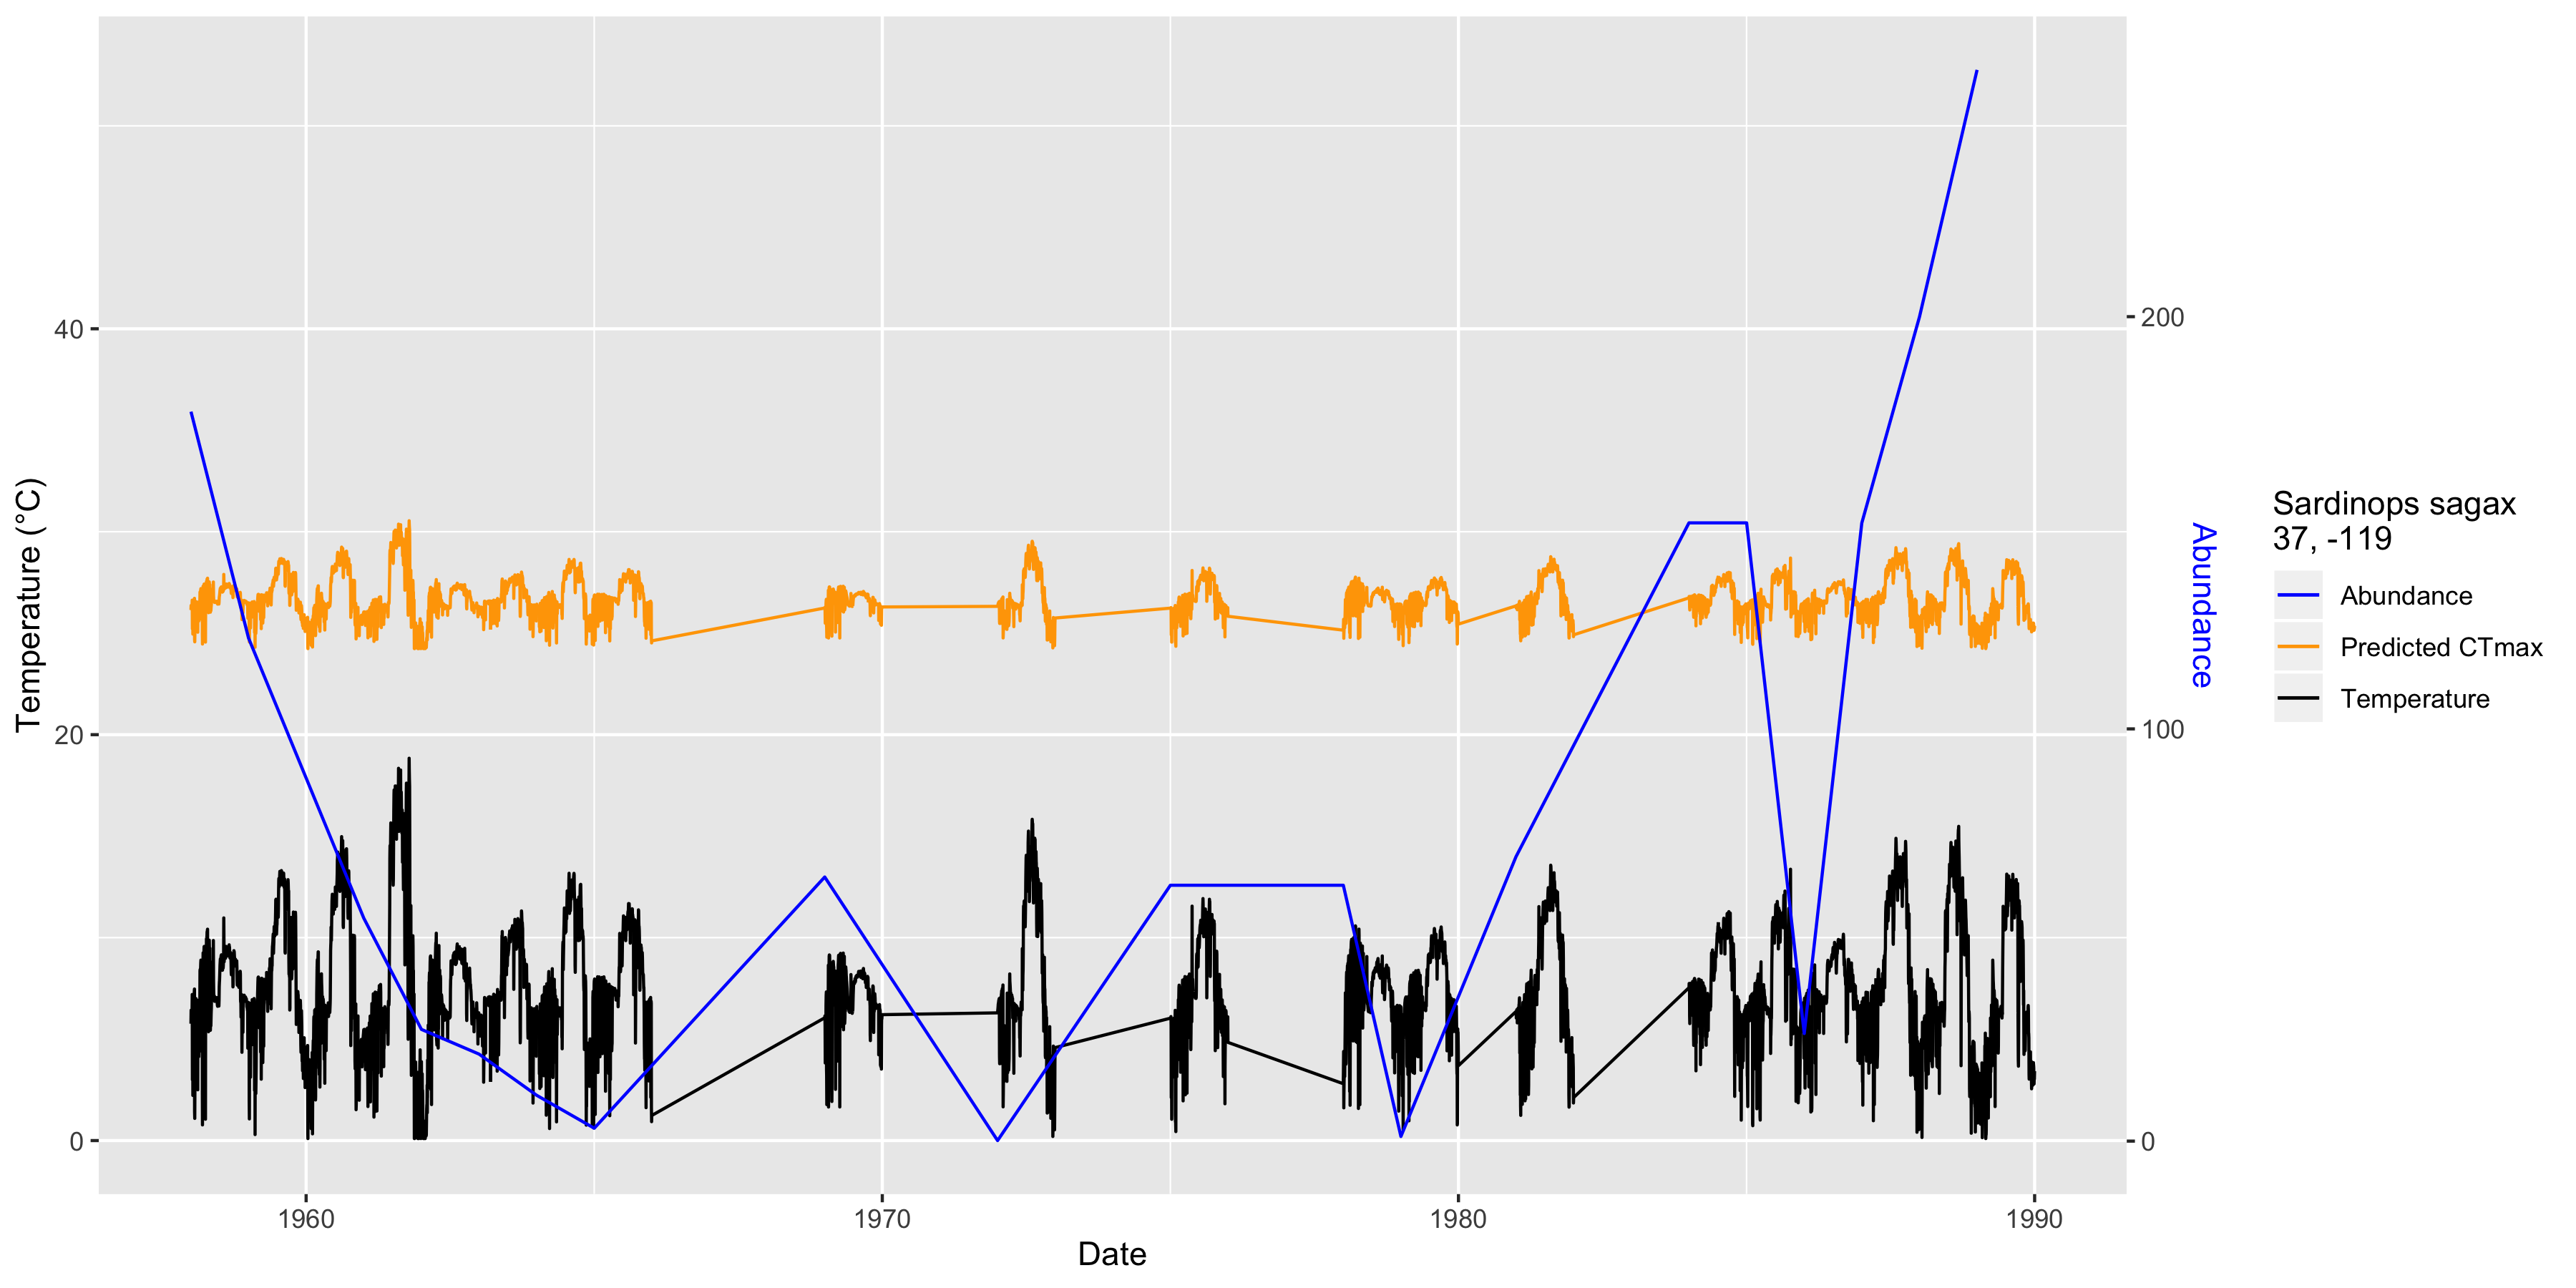 Temperature (°C)
40
20
0
1960
1970
1980
1990
Date
200
100
0
Abundance
Sardinops sagax
37, -119
Abundance
Predicted CTmax
Temperature